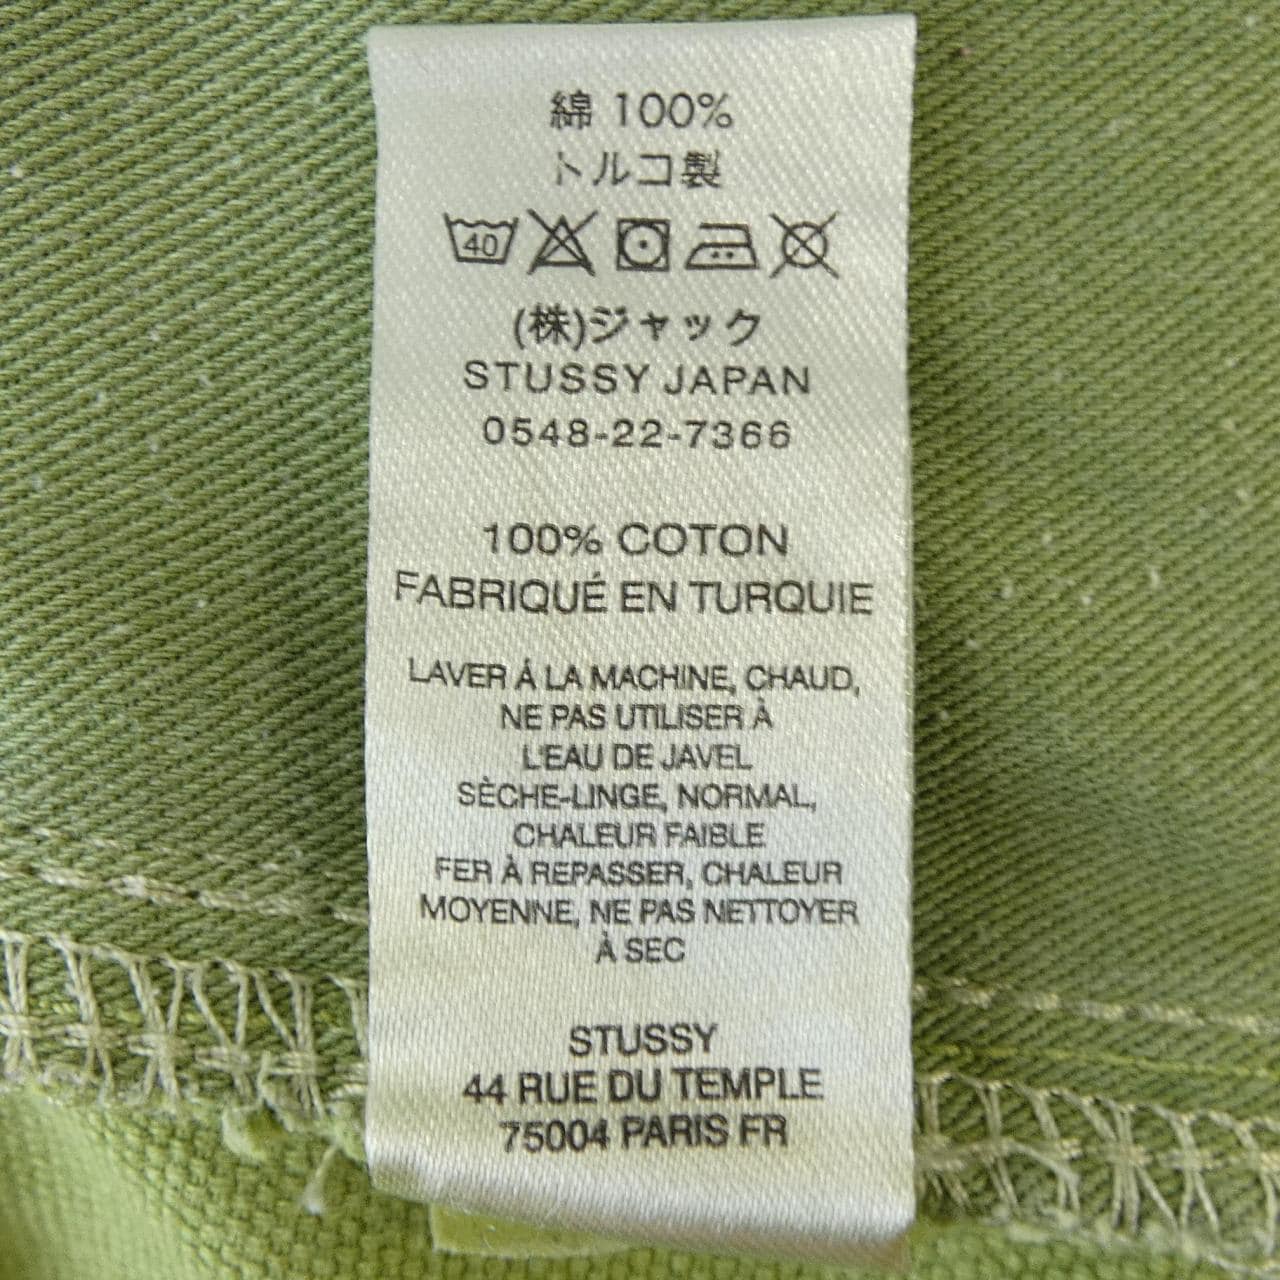 綿 100%
トルコ製
40
(株)ジャック
STUSSY JAPAN
0548-22-7366
100% COTON
FABRIQUÉ EN TURQUIE
LAVER Á LA MACHINE, CHAUD,
NE PAS UTILISER À
L'EAU DE JAVEL
SÈCHE-LINGE, NORMAL,
CHALEUR FAIBLE
FER À REPASSER, CHALEUR
MOYENNE, NE PAS NETTOYER
À SEC
STUSSY
44 RUE DU TEMPLE
75004 PARIS FR